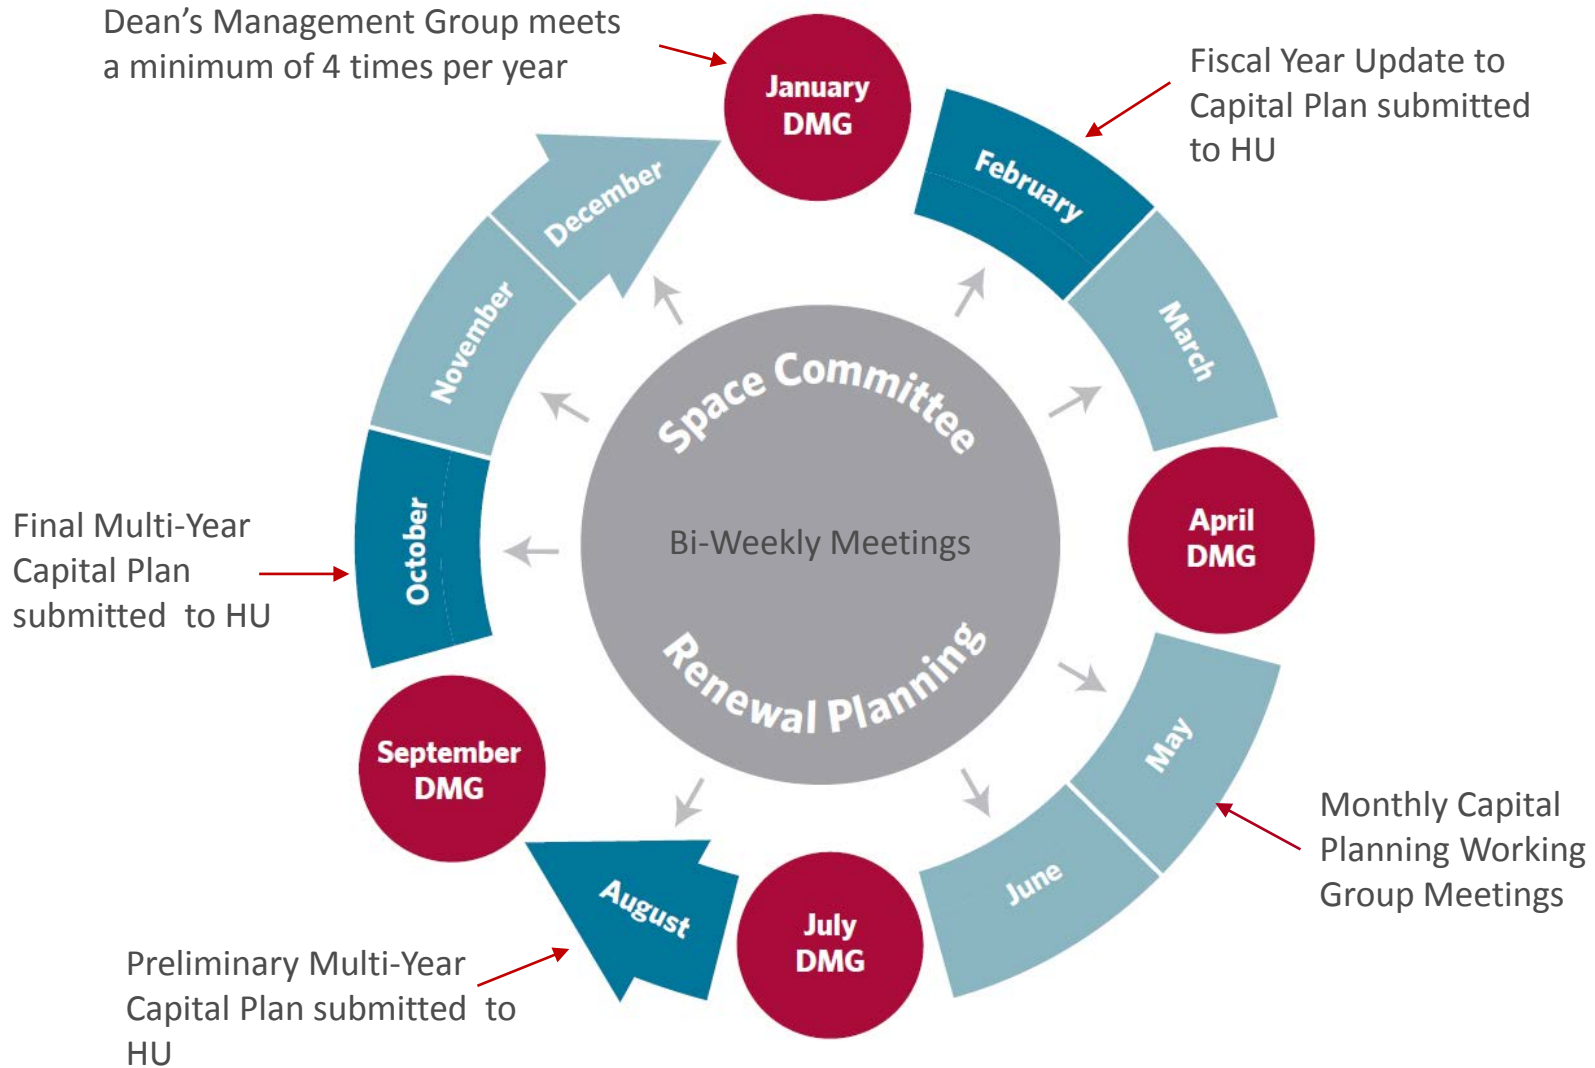 Dean's Management Group meets
a minimum of 4 times per year
January
DMG
Fiscal Year Update to
Capital Plan submitted
to HU
February
March
April
DMG
May
Monthly Capital
Planning Working
Group Meetings
June
July
DMG
August
Preliminary Multi-Year
Capital Plan submitted  to
HU
September
DMG
October
Final Multi-Year
Capital Plan
submitted  to HU
November
December
Space Committee
Bi-Weekly Meetings
Renewal Planning